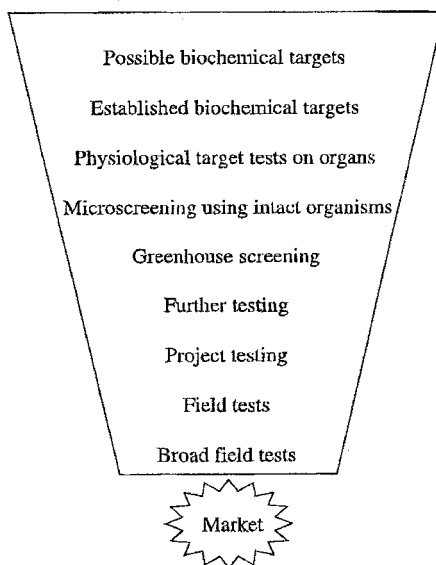 Possible biochemical targets
Established biochemical targets
Physiological target tests on organs
Microscreening using intact organisms
Greenhouse screening
Further testing
Project testing
Field tests
Broad field tests
Market